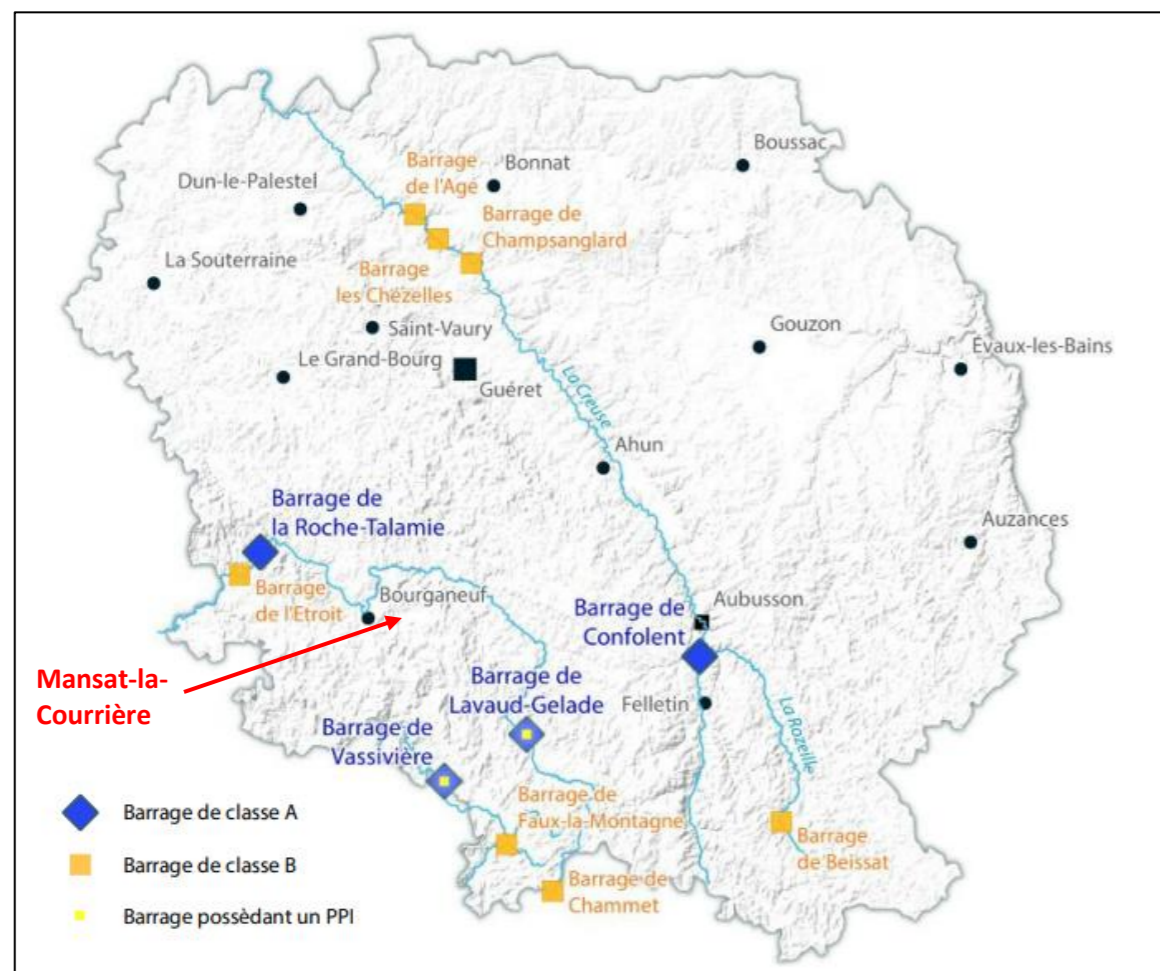 Boussac
Barrage
de l'Age
Bonnat
Dun-le-Palestel
Barrage de
Champsanglard
La Souterraine
Barrage
les Chézelles
Saint-Vaury
Gouzon
Évaux-les-Bains
Le Grand-Bourg
Guéret
La Creuse
Ahun
Barrage de
la Roche-Talamie
Auzances
Barrage
de l'Etroit
Bourganeuf
Barrage de
Confolent
Aubusson
Mansat-la-
Courrière
Barrage de
Lavaud-Gelade
Felletin
La Rozeille
Barrage de
Vassivière
Barrage de
Faux-la-Montagne
Barrage
de Beissat
Barrage de
Chammet
Barrage de classe A
Barrage de classe B
Barrage possèdant un PPI